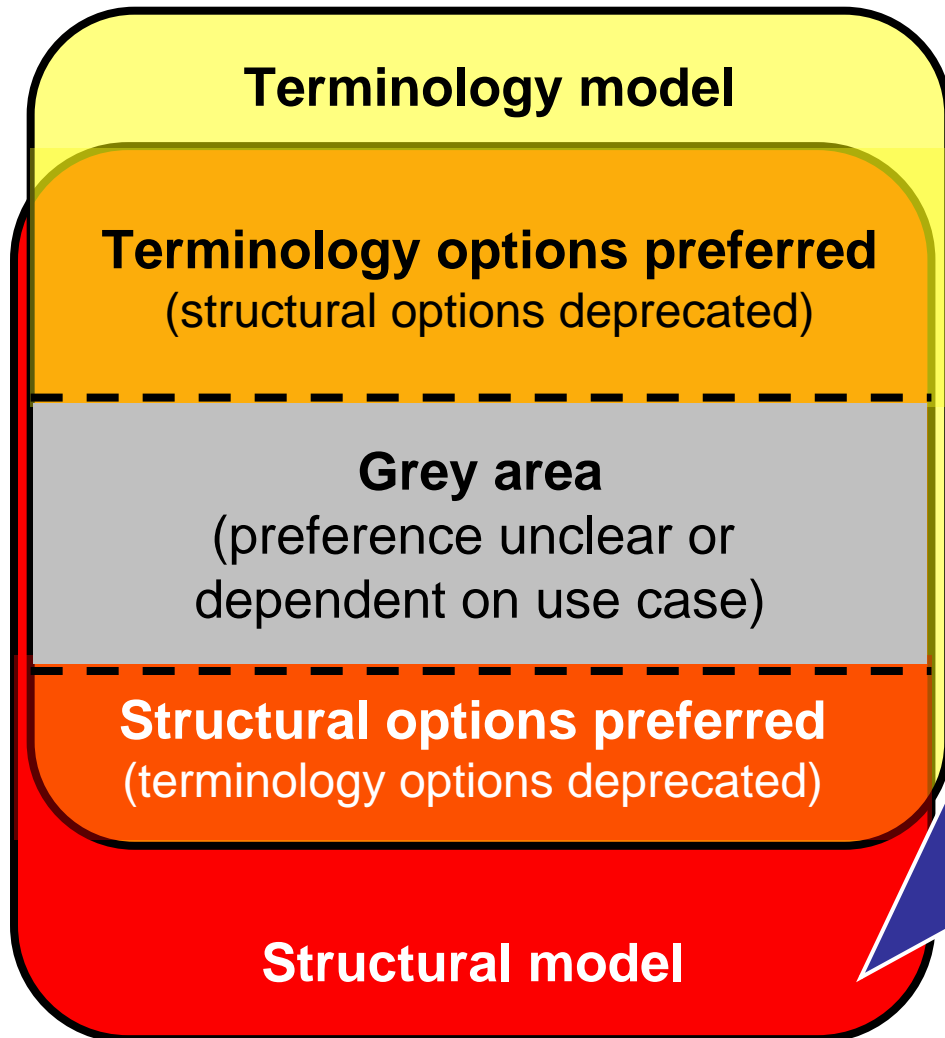 Terminology model
Terminology options preferred
(structural options deprecated)
Grey area
(preference unclear or
dependent on use case)
Structural options preferred
(terminology options deprecated)
Structural model